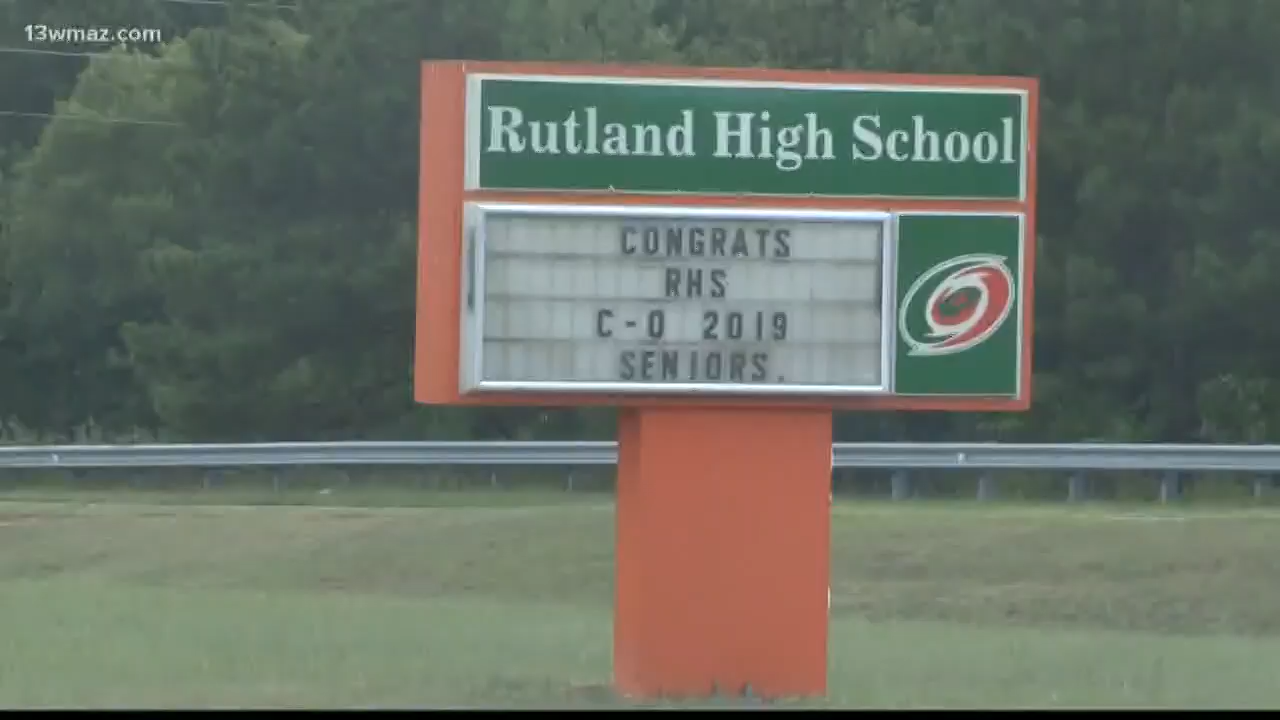 13wmaz.com
Rutland High School
CONGRATS
RHS
C-O 2019
SENIORS.